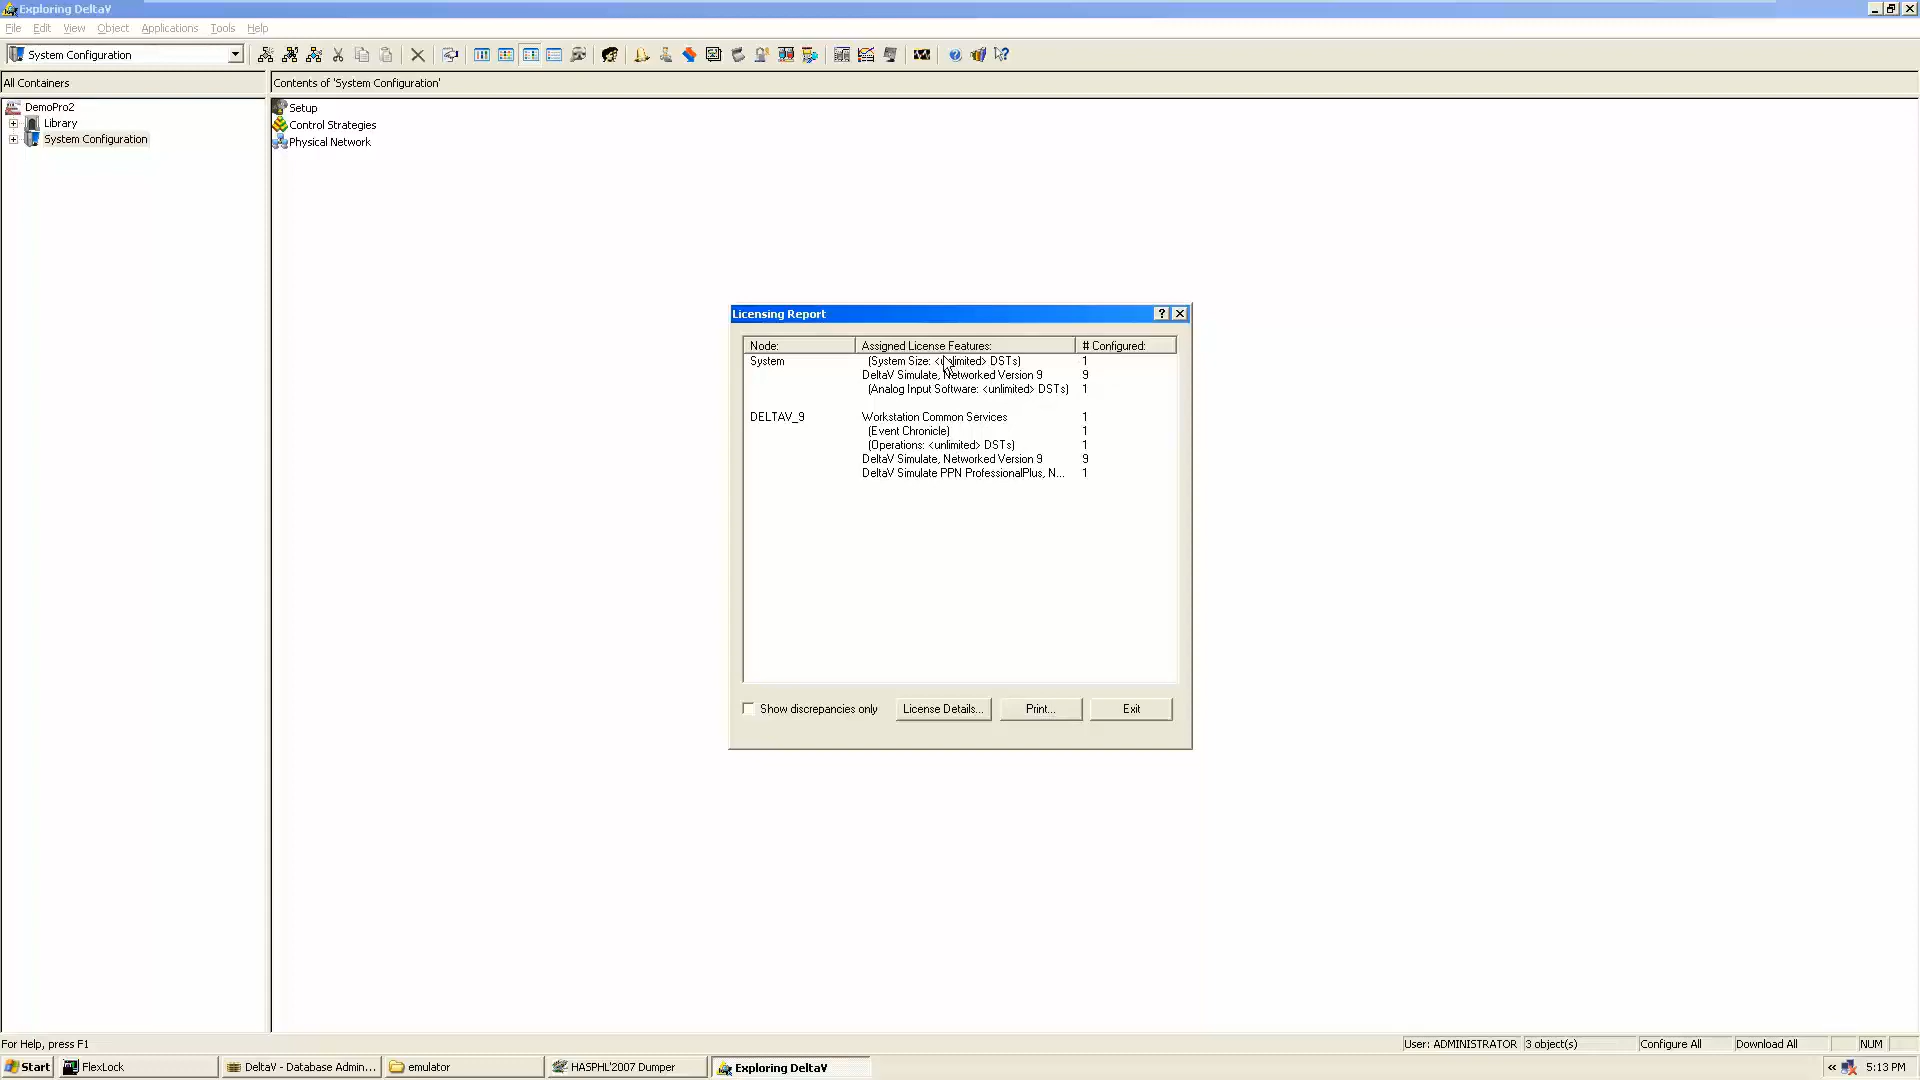 Exploring DeltaV
File Edit View Object Applications Tools Help
System Configuration
All Containers
Contents of 'System Configuration'
DemoPro2
Library
System Configuration
Setup
Control Strategies
Physical Network
Licensing Report
Node: Assigned License Features: # Configured:
System (System Size: <unlimited> DSTs) 1
DeltaV Simulate, Networked Version 9 9
(Analog Input Software: <unlimited> DSTs) 1
DELTAV_9 Workstation Common Services 1
(Event Chronicle) 1
(Operations: <unlimited> DSTs) 1
DeltaV Simulate, Networked Version 9 9
DeltaV Simulate PPN ProfessionalPlus, N... 1
Show discrepancies only License Details... Print... Exit
For Help, press F1 User: ADMINISTRATOR 3 object(s) Configure All Download All NUM
Start FlexLock DeltaV - Database Admin... emulator HASPHL'2007 Dumper Exploring DeltaV « 5:13 PM